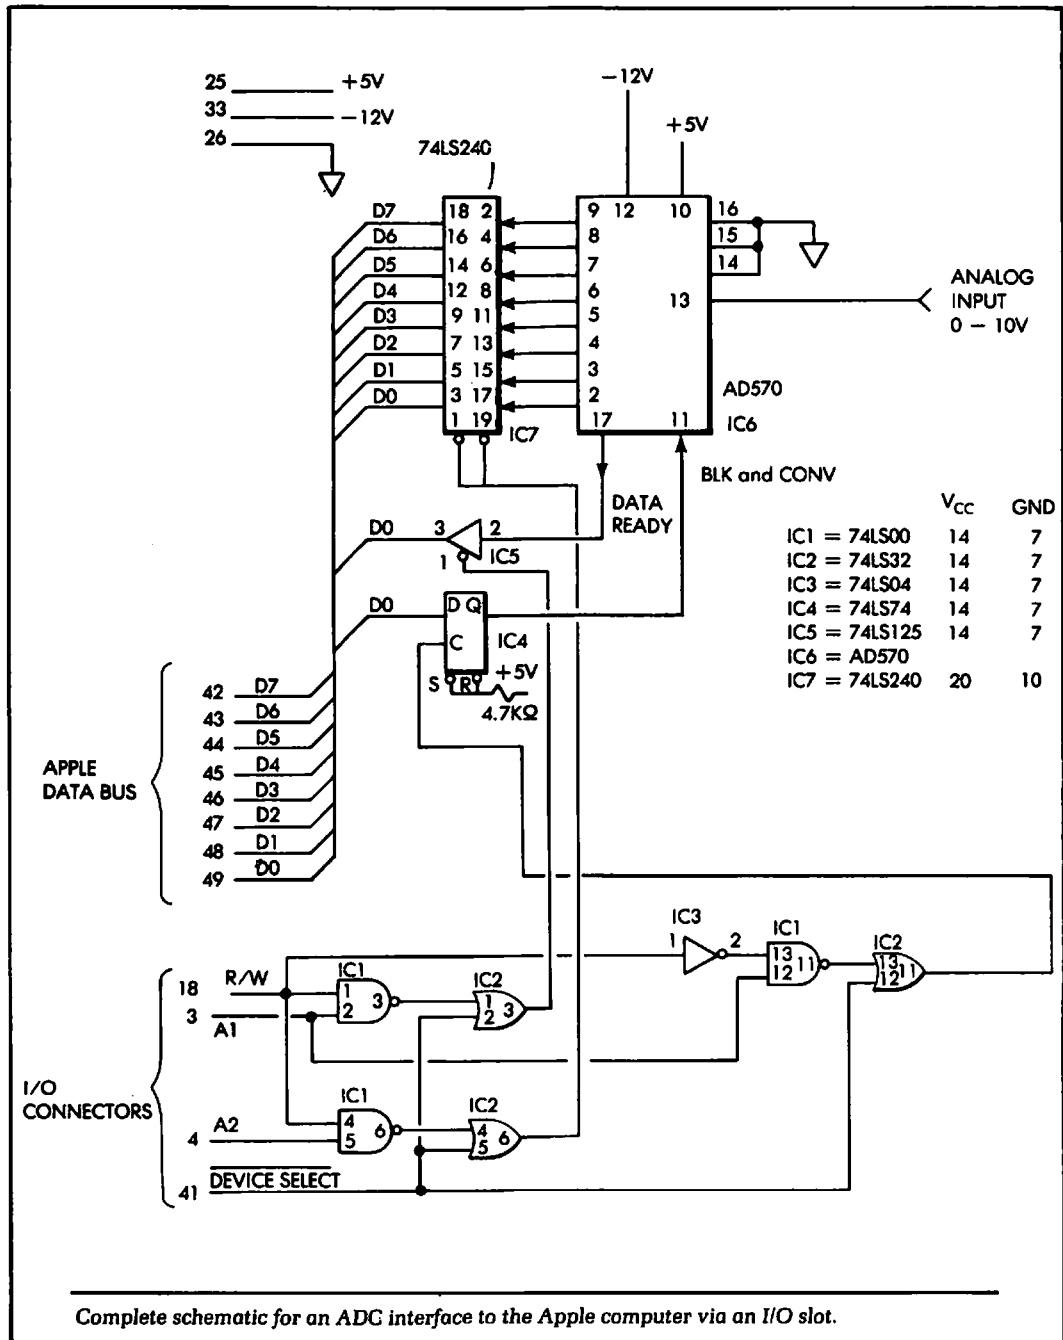 25 +5V
33 -12V
26
-12V
+5V
74LS240
D7 18 2 9 12 10 16
D6 16 4 8 15
D5 14 6 7 14
D4 12 8 6 13
D3 9 11 5
D2 7 13 4
D1 5 15 3
D0 3 17 2
1 19 IC7 17 11
ANALOG
INPUT
0 – 10V
AD570
IC6
BLK and CONV
DATA
READY
D0 3 2
1 IC5
D0 D Q
C IC4
S R +5V
4.7KΩ
VCC GND
IC1 = 74LS00 14 7
IC2 = 74LS32 14 7
IC3 = 74LS04 14 7
IC4 = 74LS74 14 7
IC5 = 74LS125 14 7
IC6 = AD570
IC7 = 74LS240 20 10
APPLE
DATA BUS
42 D7
43 D6
44 D5
45 D4
46 D3
47 D2
48 D1
49 D0
IC3
1 2
IC1
13
12 11
IC2
13
12 11
I/O
CONNECTORS
18 R/W
3 A1
IC1
1
2 3
IC2
1
2 3
4 A2
IC1
4
5 6
IC2
4
5 6
41 DEVICE SELECT
Complete schematic for an ADC interface to the Apple computer via an I/O slot.